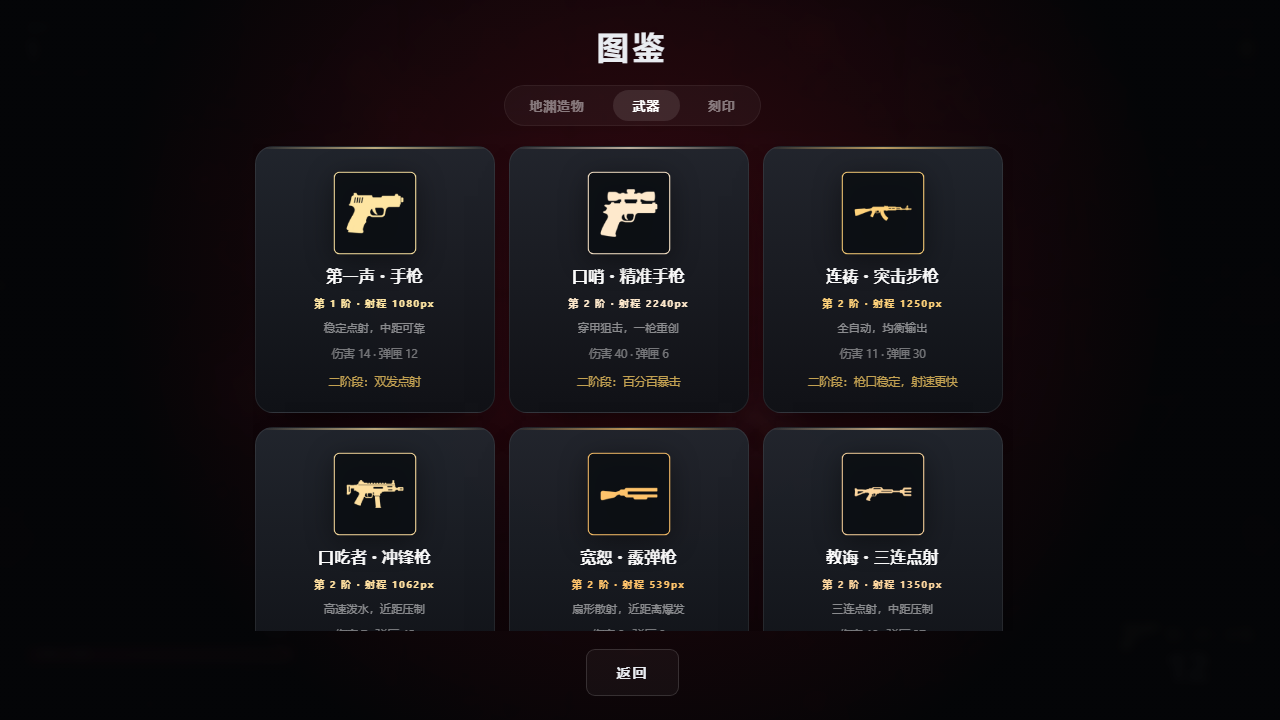 图鉴
地渊造物 武器 刻印
第一声·手枪
第 1 阶 · 射程 1080px
稳定点射，中距可靠
伤害 14 · 弹匣 12
二阶段：双发点射
口哨·精准手枪
第 2 阶 · 射程 2240px
穿甲狙击，一枪重创
伤害 40 · 弹匣 6
二阶段：百分百暴击
连祷·突击步枪
第 2 阶 · 射程 1250px
全自动，均衡输出
伤害 11 · 弹匣 30
二阶段：枪口稳定，射速更快
口吃者·冲锋枪
第 2 阶 · 射程 1062px
高速泼水，近距压制
宽恕·霰弹枪
第 2 阶 · 射程 539px
扇形散射，近距离爆发
教诲·三连点射
第 2 阶 · 射程 1350px
三连点射，中距压制
返回